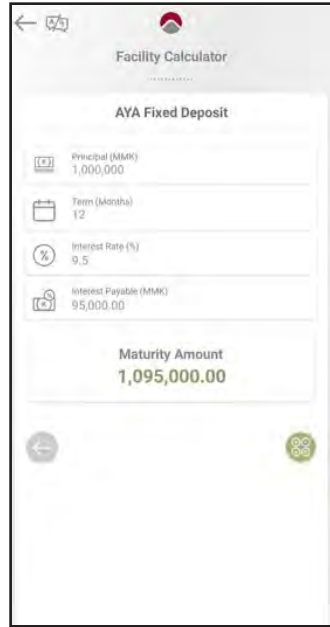 Facility Calculator
AYA Fixed Deposit
Principal (MMK)
1,000,000
Term (Months)
12
Interest Rate (%)
9.5
Interest Payable (MMK)
95,000.00
Maturity Amount
1,095,000.00